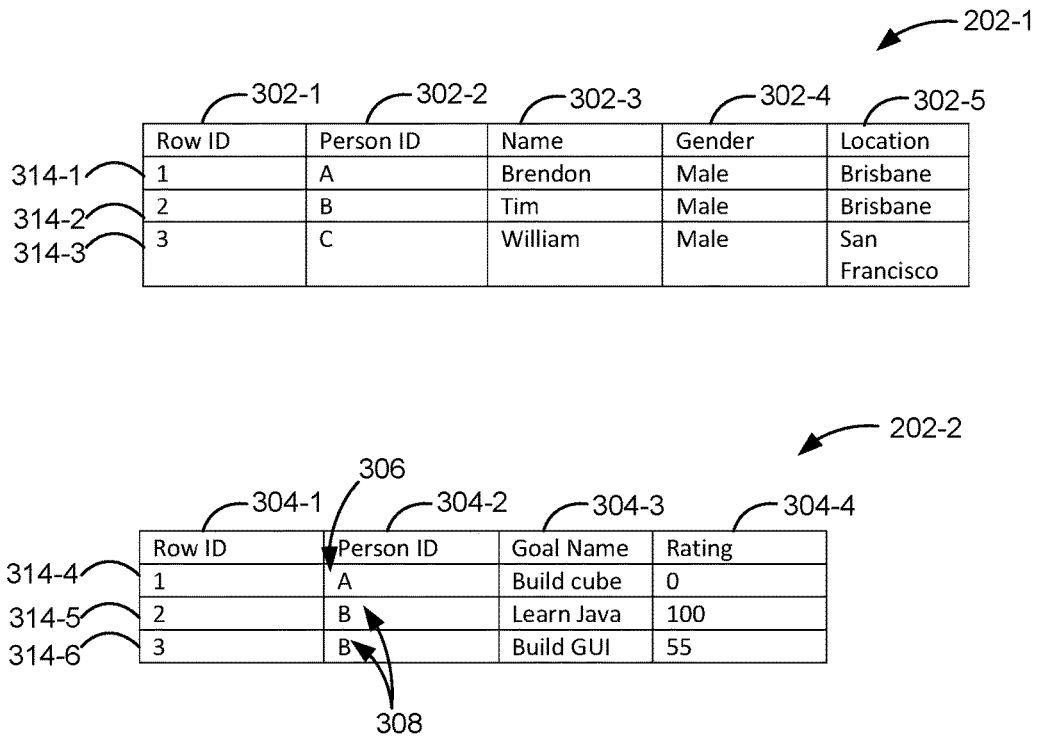 202-1
302-1 302-2 302-3 302-4 302-5
Row ID Person ID Name Gender Location
314-1 1 A Brendon Male Brisbane
314-2 2 B Tim Male Brisbane
314-3 3 C William Male San
Francisco
202-2
306
304-1 304-2 304-3 304-4
Row ID Person ID Goal Name Rating
314-4 1 A Build cube 0
314-5 2 B Learn Java 100
314-6 3 B Build GUI 55
308